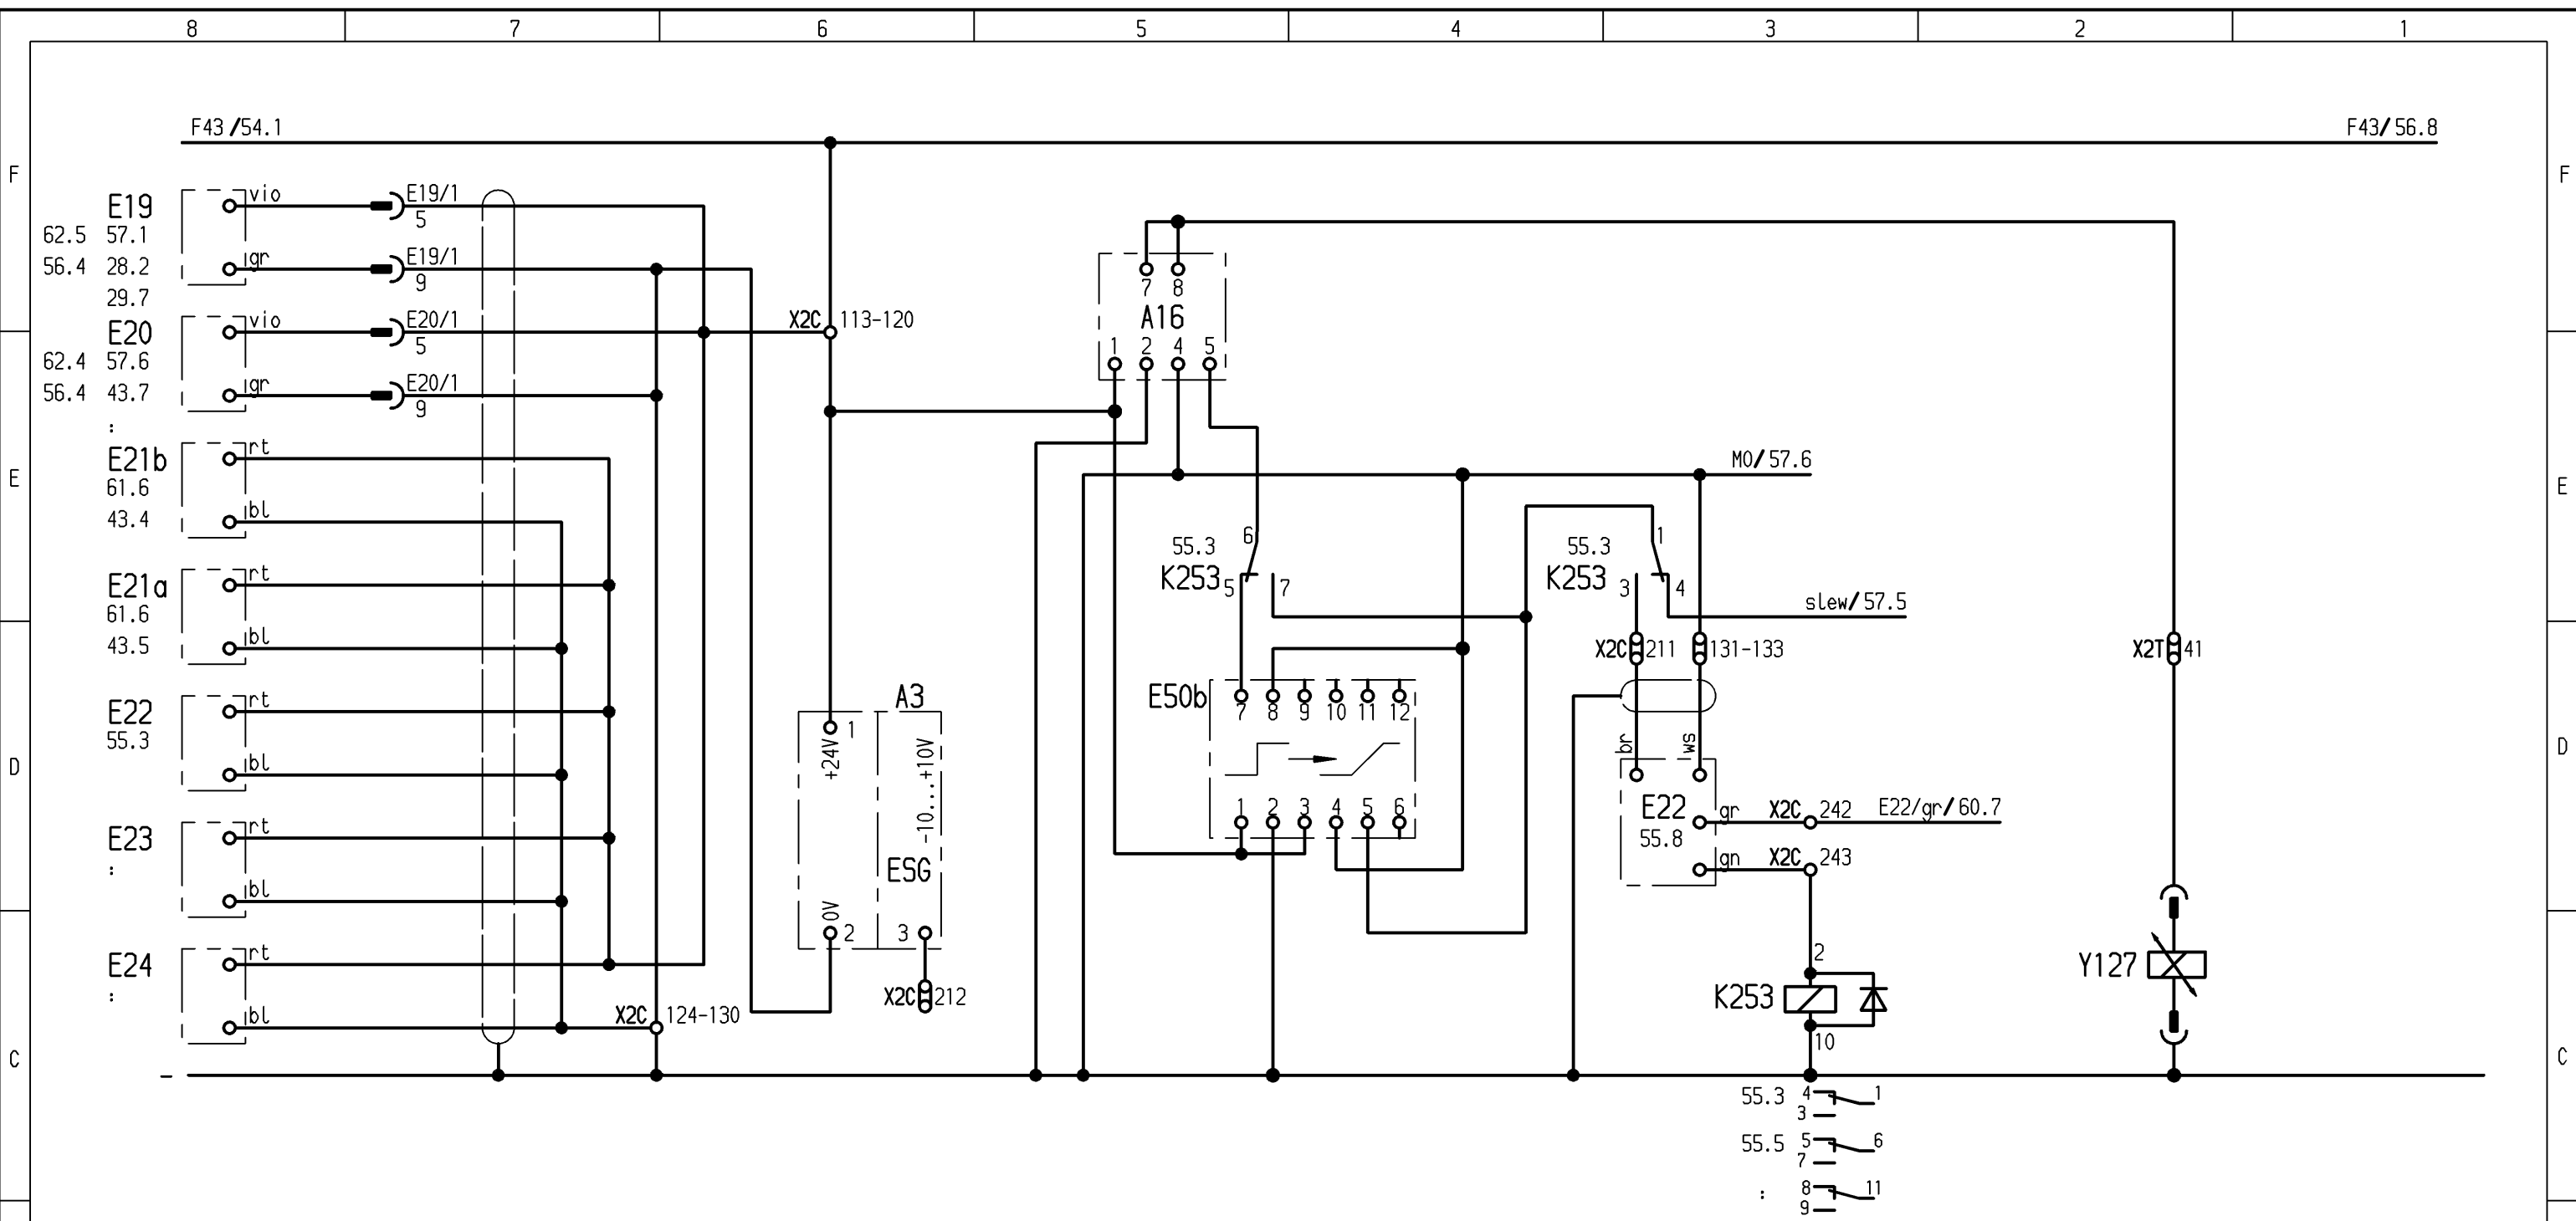 8 7 6 5 4 3 2 1
F43/54.1
F43/56.8
F
F
E19
62.5 57.1
56.4 28.2
29.7
vio
E19/1
5
gr
E19/1
9
E20
62.4 57.6
56.4 43.7
:
vio
E20/1
5
gr
E20/1
9
X2C 113-120
7 8
A16
1 2 4 5
E
E
E21b
61.6
43.4
rt
bl
M0/57.6
55.3
K253
6
5
7
55.3
K253
1
3
4
slew/57.5
E21a
61.6
43.5
rt
bl
X2C 211
131-133
X2T 41
E22
55.3
rt
bl
A3
1
+24V
-10...+10V
ESG
0V
2
3
X2C 212
E50b
7 8 9 10 11 12
1 2 3 4 5 6
br
ws
E22
55.8
gr X2C 242
E22/gr/60.7
gn X2C 243
D
D
E23
:
rt
bl
E24
:
rt
bl
X2C 124-130
2
K253
10
Y127
C
C
-
55.3 4 1
3
55.5 5 6
7
: 8 11
9